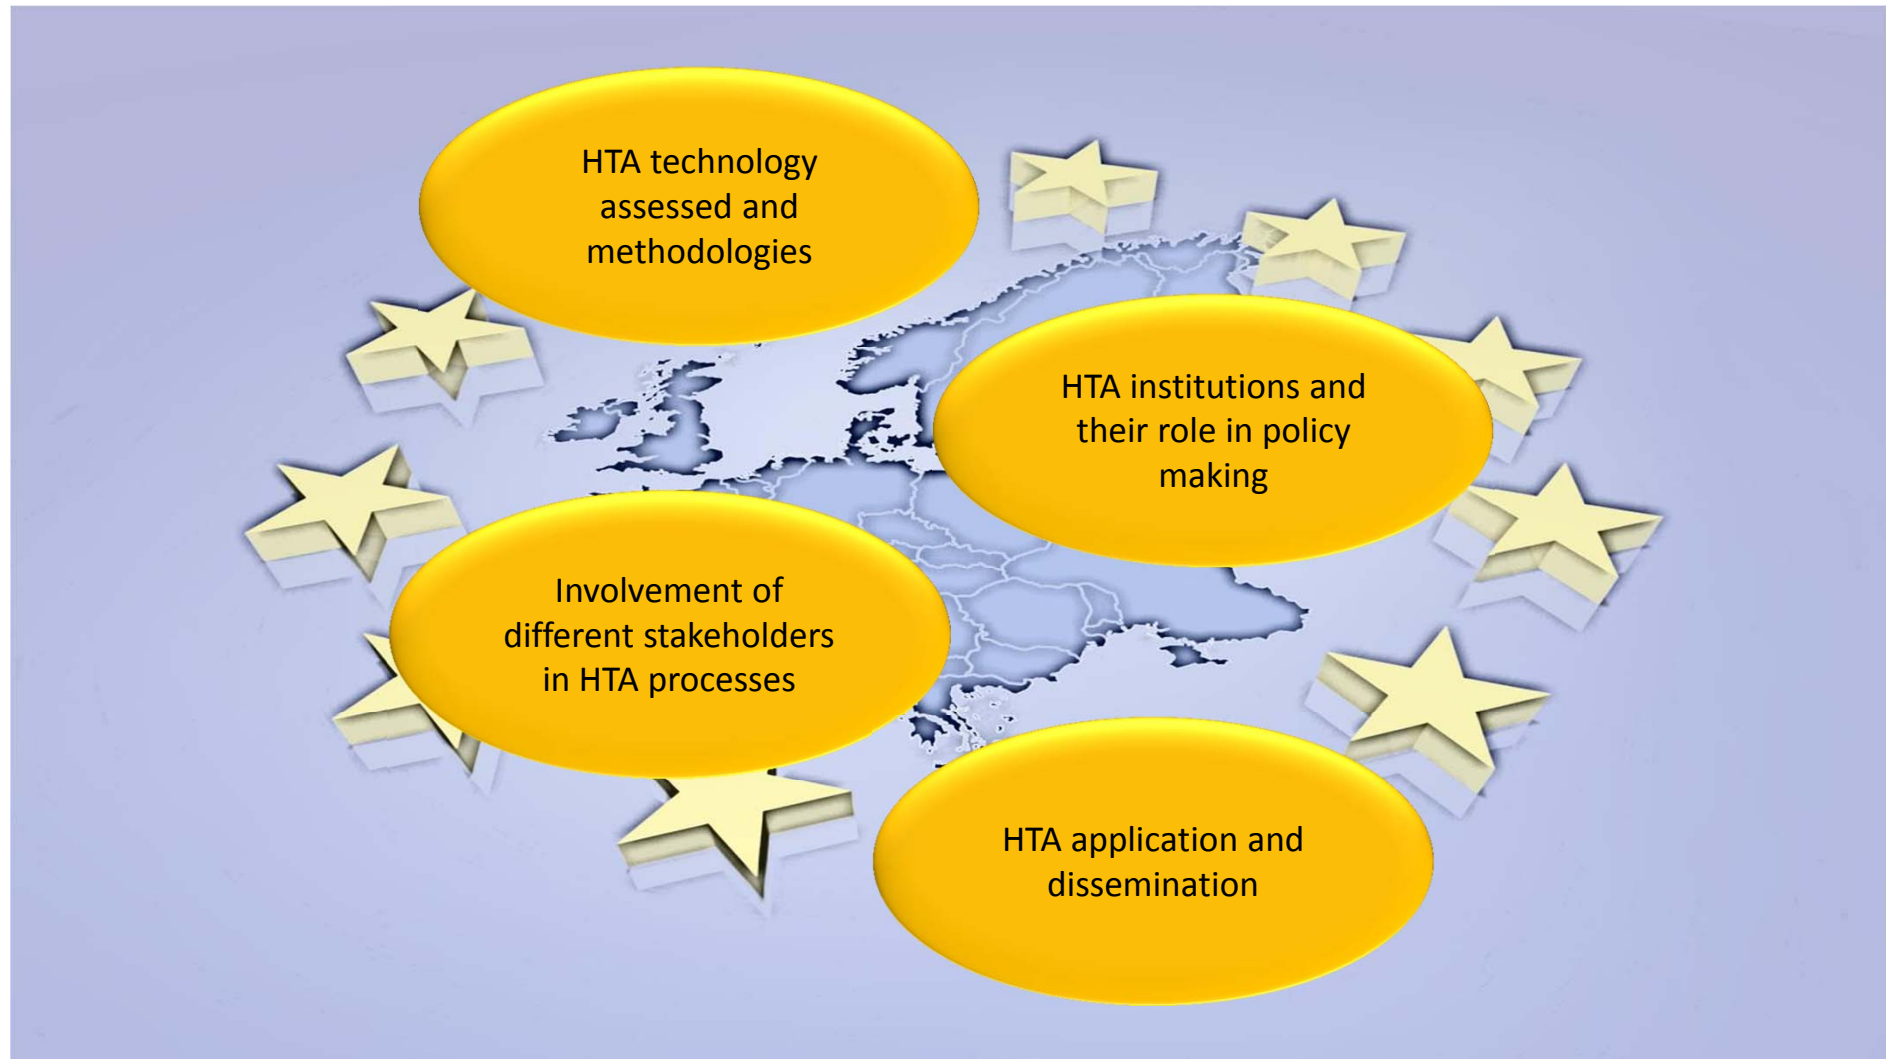 HTA technology
assessed and
methodologies
HTA institutions and
their role in policy
making
Involvement of
different stakeholders
in HTA processes
HTA application and
dissemination